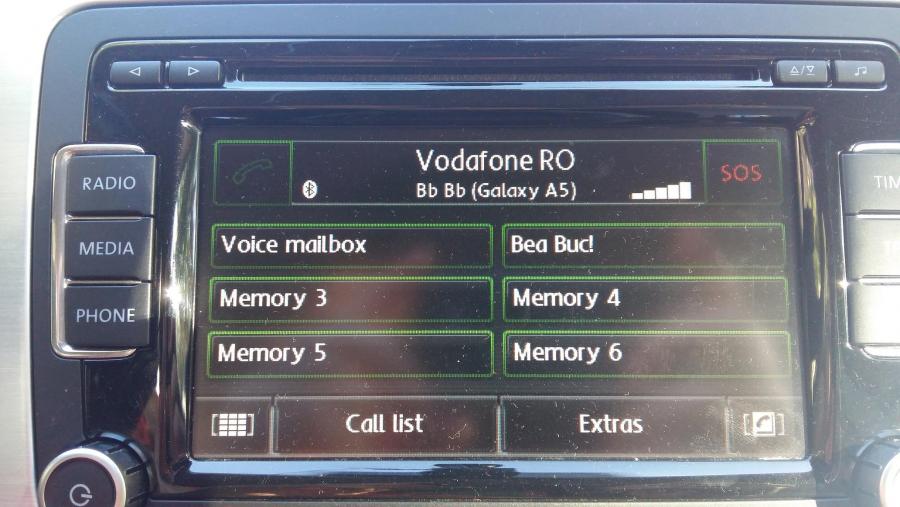 Vodafone RO
SOS
Bb Bb (Galaxy A5)
RADIO
MEDIA
PHONE
Voice mailbox
Bea Buc!
Memory 3
Memory 4
Memory 5
Memory 6
Call list
Extras